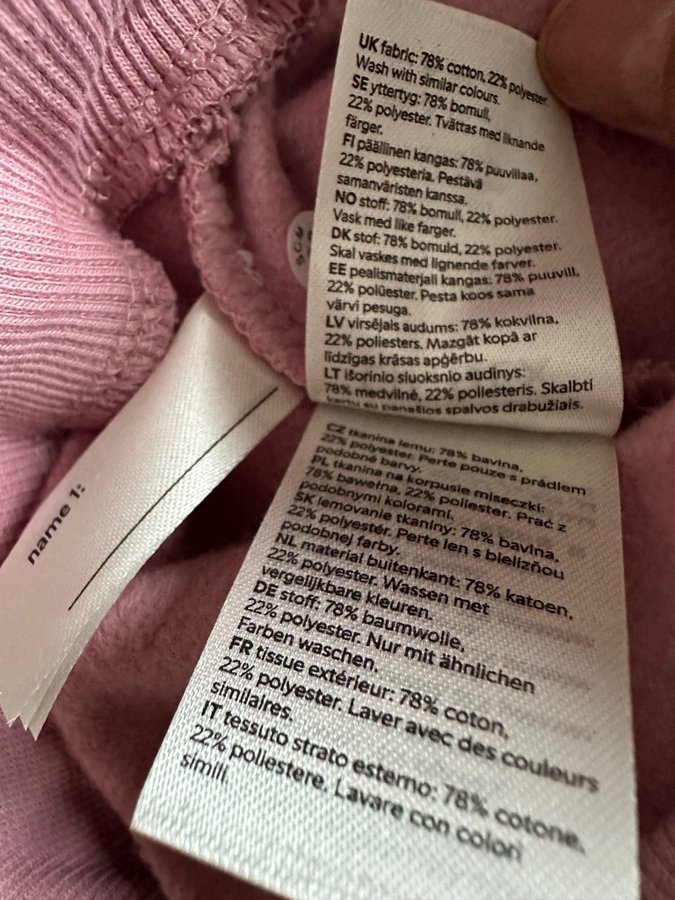 UK fabric: 78% cotton, 22% polyester.
Wash with similar colours.
SE yttertyg: 78% bomull,
22% polyester. Tvättas med liknande
färger.
FI päällinen kangas: 78% puuvillaa,
22% polyesteria. Pestävä
samanväristen kanssa.
NO stoff: 78% bomull, 22% polyester.
Vask med like farger.
DK stof: 78% bomuld, 22% polyester.
Skal vaskes med lignende farver.
EE pealismaterjali kangas: 78% puuvill,
22% polüester. Pesta koos sama
värvi pesuga.
LV virsējais audums: 78% kokvilna,
22% poliesters. Mazgāt kopā ar
līdzīgas krāsas apģērbu.
LT išorinio sluoksnio audinys:
78% medvilnė, 22% poliesteris. Skalbti
kartu su panašios spalvos drabužiais.
CZ tkanina lemu: 78% bavlna,
22% polyester. Perte pouze s prádlem
podobné barvy.
PL tkanina na korpusie miseczki:
78% bawełna, 22% poliester. Prać z
podobnymi kolorami.
SK lemovanie tkaniny: 78% bavlna,
22% polyestér. Perte len s bielizňou
podobnej farby.
NL material buitenkant: 78% katoen,
22% polyester. Wassen met
vergelijkbare kleuren.
DE stoff: 78% baumwolle,
22% polyester. Nur mit ähnlichen
Farben waschen.
FR tissue extérieur: 78% coton,
22% polyester. Laver avec des couleurs
similaires.
IT tessuto strato esterno: 78% cotone,
22% poliestere. Lavare con colori
simili.
name 1: